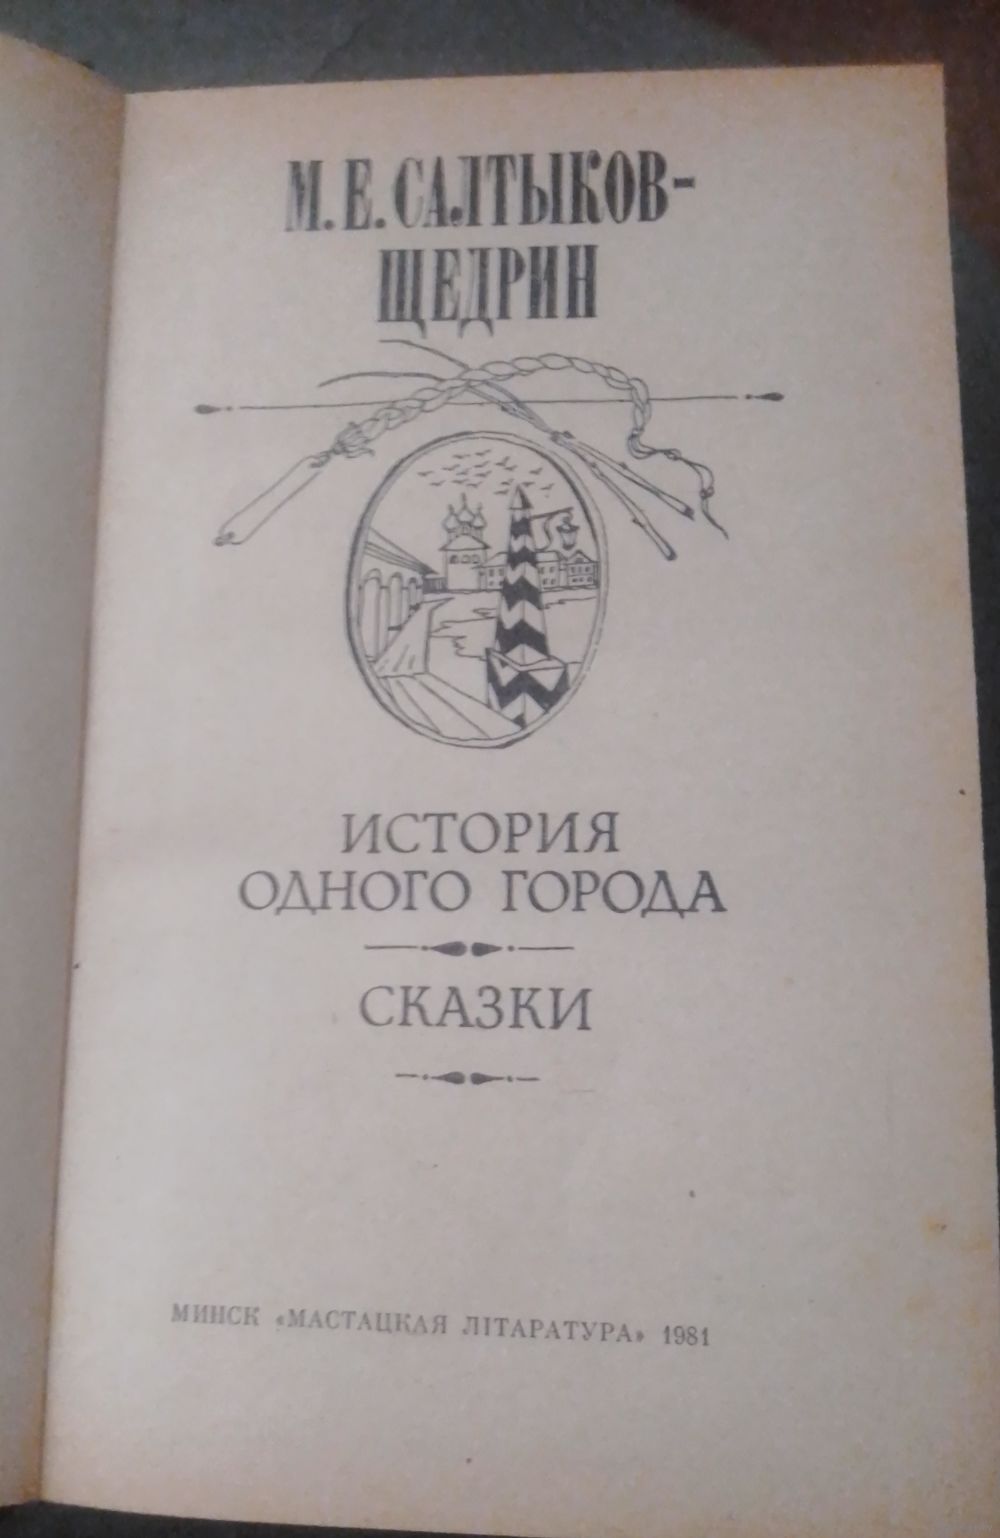 М. Е. САЛТЫКОВ-
ЩЕДРИН
ИСТОРИЯ
ОДНОГО ГОРОДА
СКАЗКИ
МИНСК «МАСТАЦКАЯ ЛІТАРАТУРА» 1981